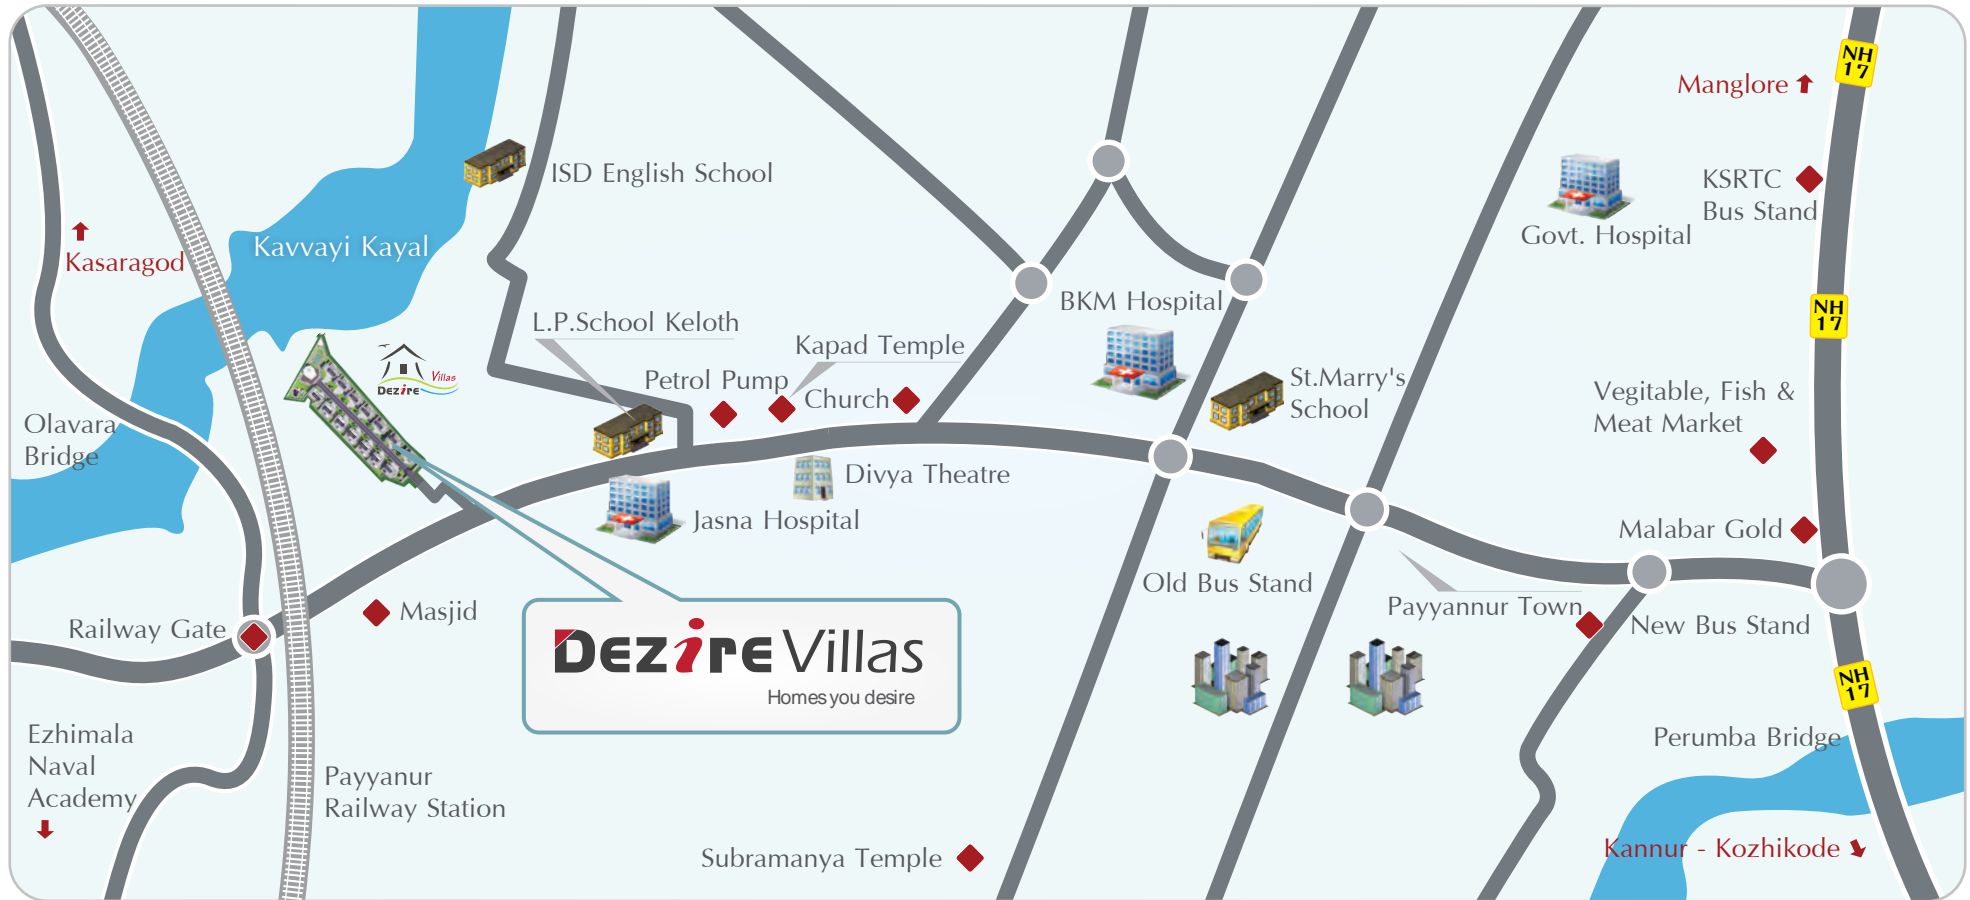 NH
17
Manglore
KSRTC
Bus Stand
ISD English School
Govt. Hospital
Kavvayi Kayal
Kasaragod
BKM Hospital
NH
17
L.P.School Keloth
Kapad Temple
Petrol Pump
Church
St.Marry's
School
Vegitable, Fish &
Meat Market
Dezire Villas
Olavara
Bridge
Divya Theatre
Jasna Hospital
Malabar Gold
Old Bus Stand
Payyannur Town
New Bus Stand
Masjid
Railway Gate
Dezire Villas
Homes you desire
NH
17
Ezhimala
Naval
Academy
Perumba Bridge
Payyanur
Railway Station
Subramanya Temple
Kannur - Kozhikode